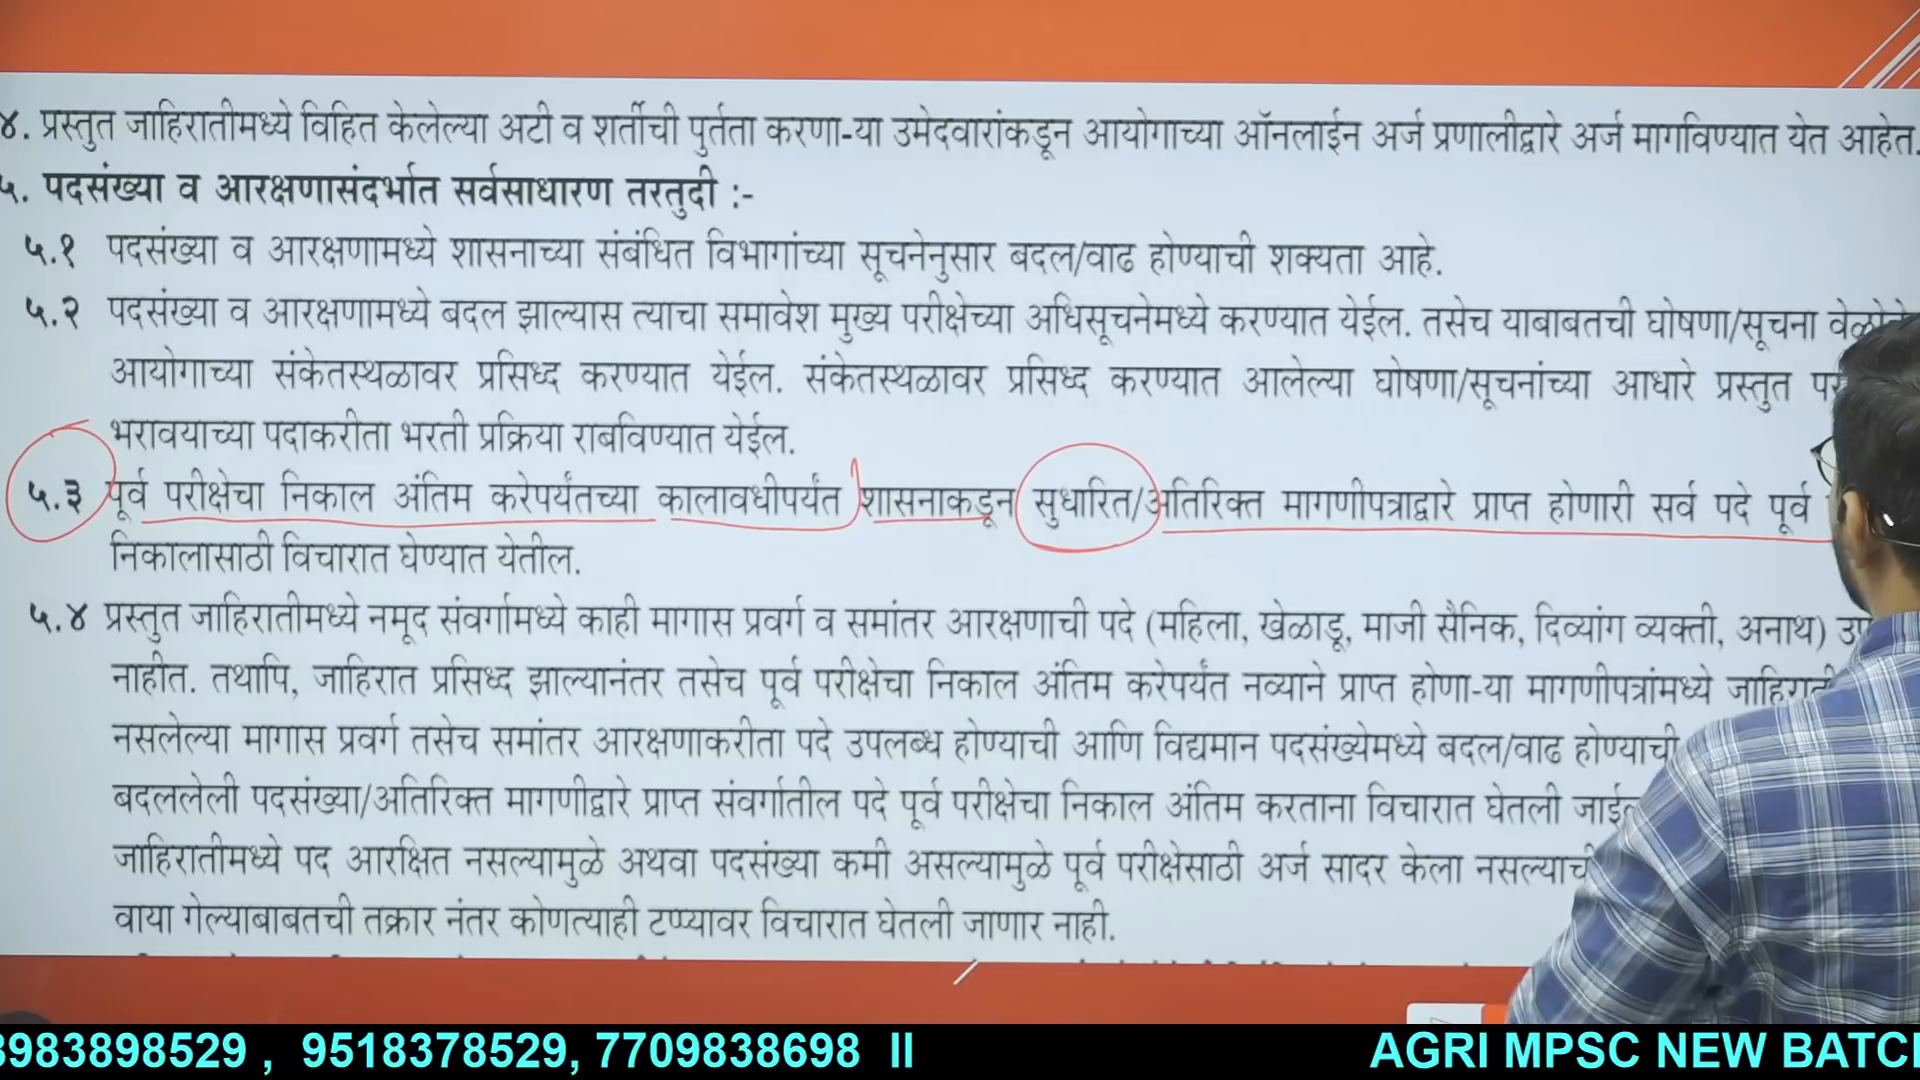 ४. प्रस्तुत जाहिरातीमध्ये विहित केलेल्या अटी व शर्तीची पुर्तता करणा-या उमेदवारांकडून आयोगाच्या ऑनलाईन अर्ज प्रणालीद्वारे अर्ज मागविण्यात येत आहेत.
५. पदसंख्या व आरक्षणासंदर्भात सर्वसाधारण तरतुदी :-
५.१ पदसंख्या व आरक्षणामध्ये शासनाच्या संबंधित विभागांच्या सूचनेनुसार बदल/वाढ होण्याची शक्यता आहे.
५.२ पदसंख्या व आरक्षणामध्ये बदल झाल्यास त्याचा समावेश मुख्य परीक्षेच्या अधिसूचनेमध्ये करण्यात येईल. तसेच याबाबतची घोषणा/सूचना
आयोगाच्या संकेतस्थळावर प्रसिध्द करण्यात येईल. संकेतस्थळावर प्रसिध्द करण्यात आलेल्या घोषणा/सूचनांच्या आधारे प्रस्तुत
भरावयाच्या पदाकरीता भरती प्रक्रिया राबविण्यात येईल.
५.३ पूर्व परीक्षेचा निकाल अंतिम करेपर्यंतच्या कालावधीपर्यंत शासनाकडून सुधारित/अतिरिक्त मागणीपत्राद्वारे प्राप्त होणारी सर्व पदे पूर्व
निकालासाठी विचारात घेण्यात येतील.
५.४ प्रस्तुत जाहिरातीमध्ये नमूद संवर्गामध्ये काही मागास प्रवर्ग व समांतर आरक्षणाची पदे (महिला, खेळाडू, माजी सैनिक, दिव्यांग व्यक्ती, अनाथ)
नाहीत. तथापि, जाहिरात प्रसिध्द झाल्यानंतर तसेच पूर्व परीक्षेचा निकाल अंतिम करेपर्यंत नव्याने प्राप्त होणा-या मागणीपत्रांमध्ये
नसलेल्या मागास प्रवर्ग तसेच समांतर आरक्षणाकरीता पदे उपलब्ध होण्याची आणि विद्यमान पदसंख्येमध्ये बदल/वाढ होण्याची
बदललेली पदसंख्या/अतिरिक्त मागणीद्वारे प्राप्त संवर्गातील पदे पूर्व परीक्षेचा निकाल अंतिम करताना विचारात घेतली
जाहिरातीमध्ये पद आरक्षित नसल्यामुळे अथवा पदसंख्या कमी असल्यामुळे पूर्व परीक्षेसाठी अर्ज सादर केला
वाया गेल्याबाबतची तक्रार नंतर कोणत्याही टप्प्यावर विचारात घेतली जाणार नाही.
983898529 , 9518378529, 7709838698 II AGRI MPSC NEW BATC